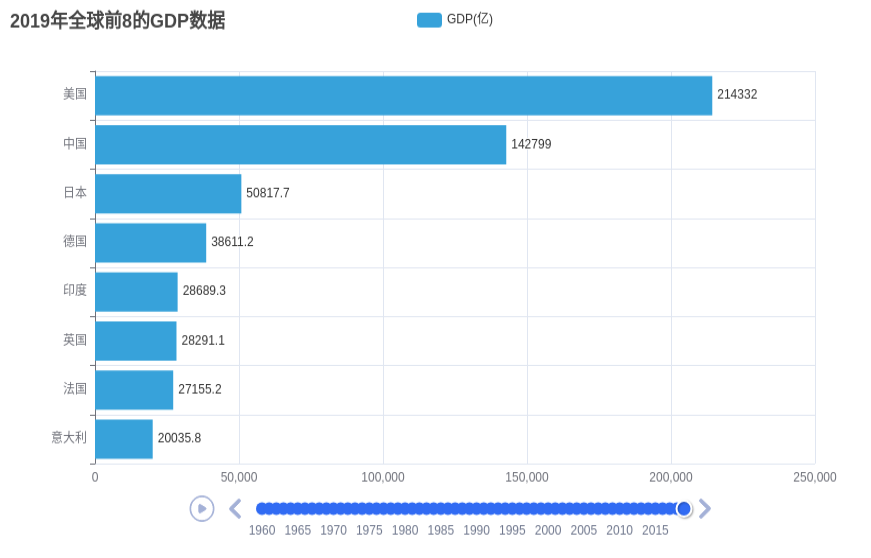 2019年全球前8的GDP数据
GDP(亿)
美国 214332
中国 142799
日本 50817.7
德国 38611.2
印度 28689.3
英国 28291.1
法国 27155.2
意大利 20035.8
0 50,000 100,000 150,000 200,000 250,000
1960 1965 1970 1975 1980 1985 1990 1995 2000 2005 2010 2015